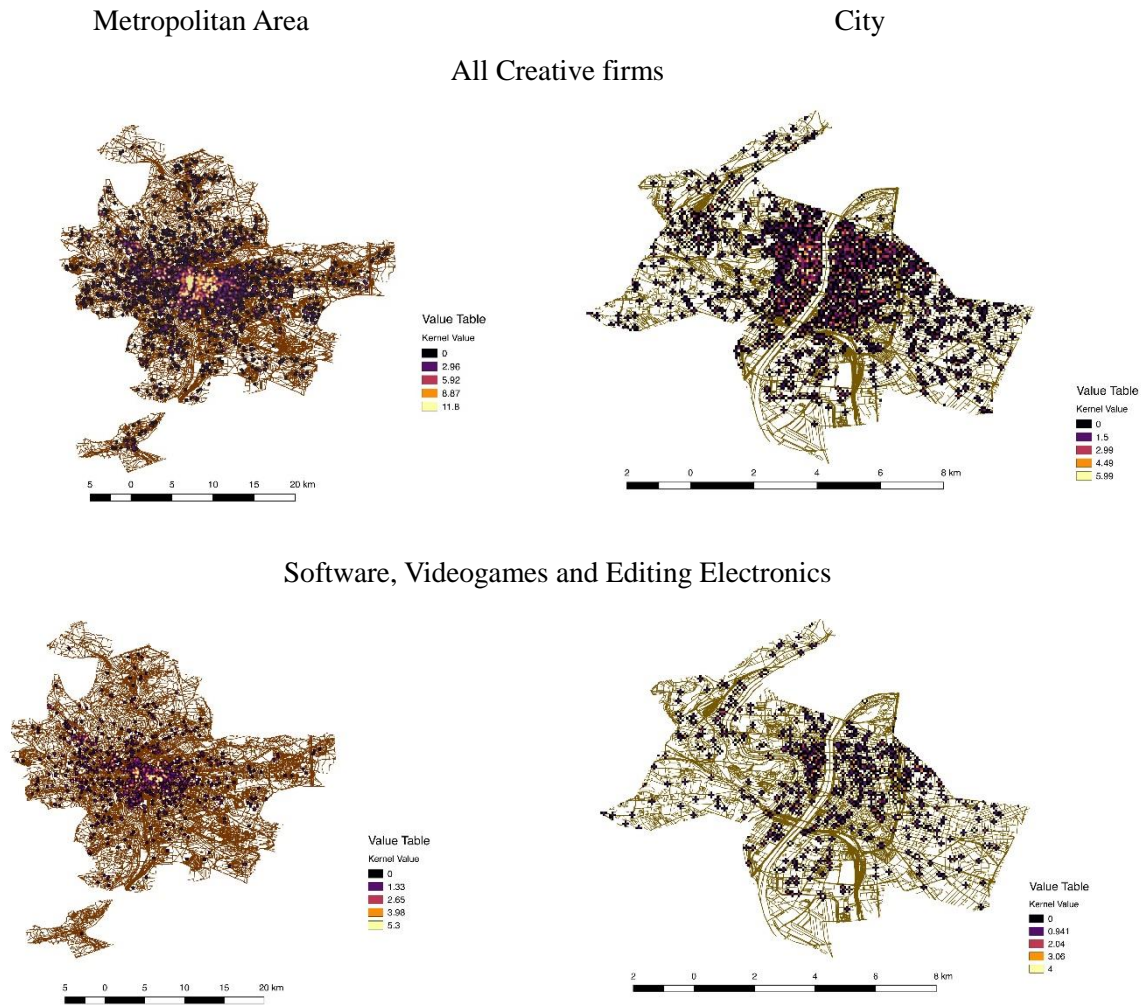 Metropolitan Area
City
All Creative firms
Value Table
Kernel Value
0
2.96
5.92
8.87
11.8
5 0 5 10 15 20 km
Value Table
Kernel Value
0
1.5
2.99
4.49
5.99
2 0 2 4 6 8 km
Software, Videogames and Editing Electronics
Value Table
Kernel Value
0
1.33
2.65
3.98
5.3
5 0 5 10 15 20 km
Value Table
Kernel Value
0
0.941
2.04
3.06
4
2 0 2 4 6 8 km